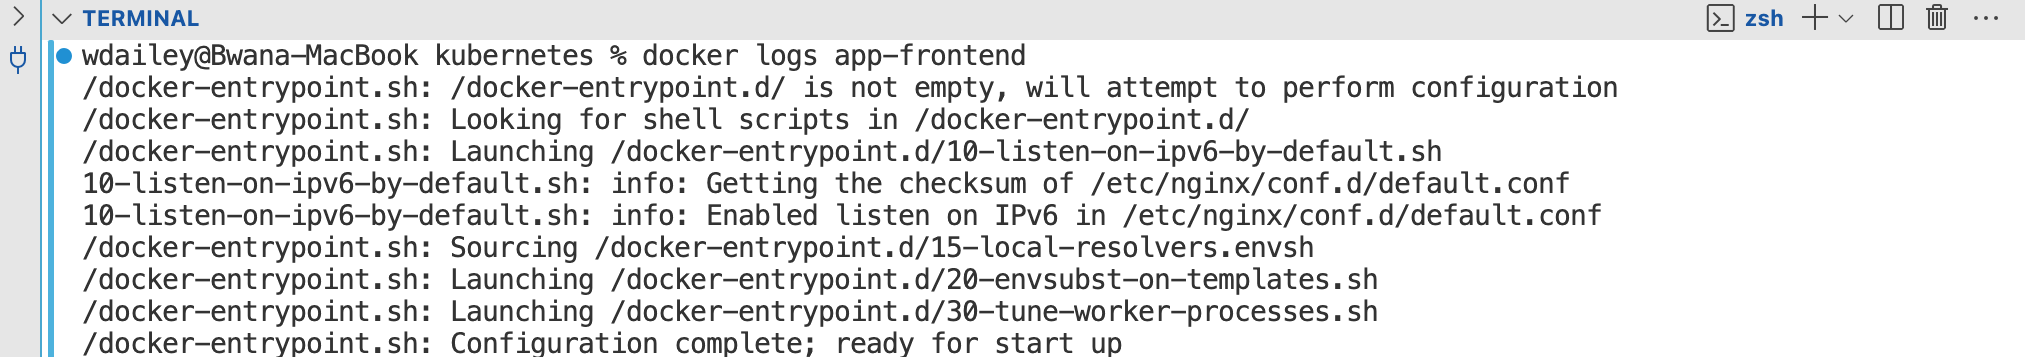 TERMINAL
zsh
wdailey@Bwana-MacBook kubernetes % docker logs app-frontend
/docker-entrypoint.sh: /docker-entrypoint.d/ is not empty, will attempt to perform configuration
/docker-entrypoint.sh: Looking for shell scripts in /docker-entrypoint.d/
/docker-entrypoint.sh: Launching /docker-entrypoint.d/10-listen-on-ipv6-by-default.sh
10-listen-on-ipv6-by-default.sh: info: Getting the checksum of /etc/nginx/conf.d/default.conf
10-listen-on-ipv6-by-default.sh: info: Enabled listen on IPv6 in /etc/nginx/conf.d/default.conf
/docker-entrypoint.sh: Sourcing /docker-entrypoint.d/15-local-resolvers.envsh
/docker-entrypoint.sh: Launching /docker-entrypoint.d/20-envsubst-on-templates.sh
/docker-entrypoint.sh: Launching /docker-entrypoint.d/30-tune-worker-processes.sh
/docker-entrypoint.sh: Configuration complete; ready for start up